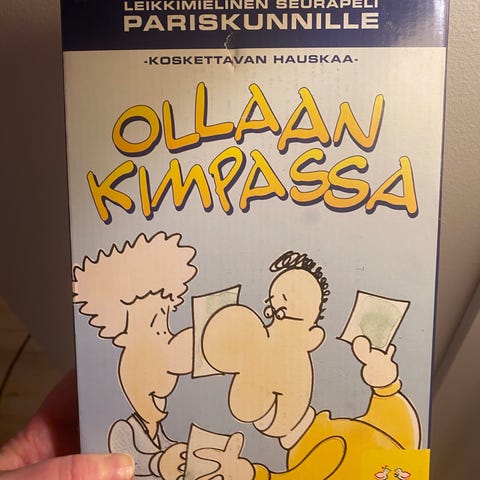 LEIKKIMIELINEN SEURAPELI
PARISKUNNILLE
-KOSKETTAVAN HAUSKAA-
OLLAAN
KIMPASSA